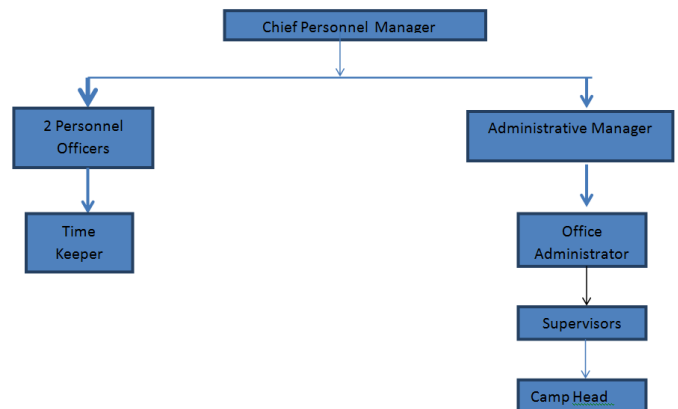 Chief Personnel Manager
2 Personnel
Officers
Administrative Manager
Time
Keeper
Office
Administrator
Supervisors
Camp Head